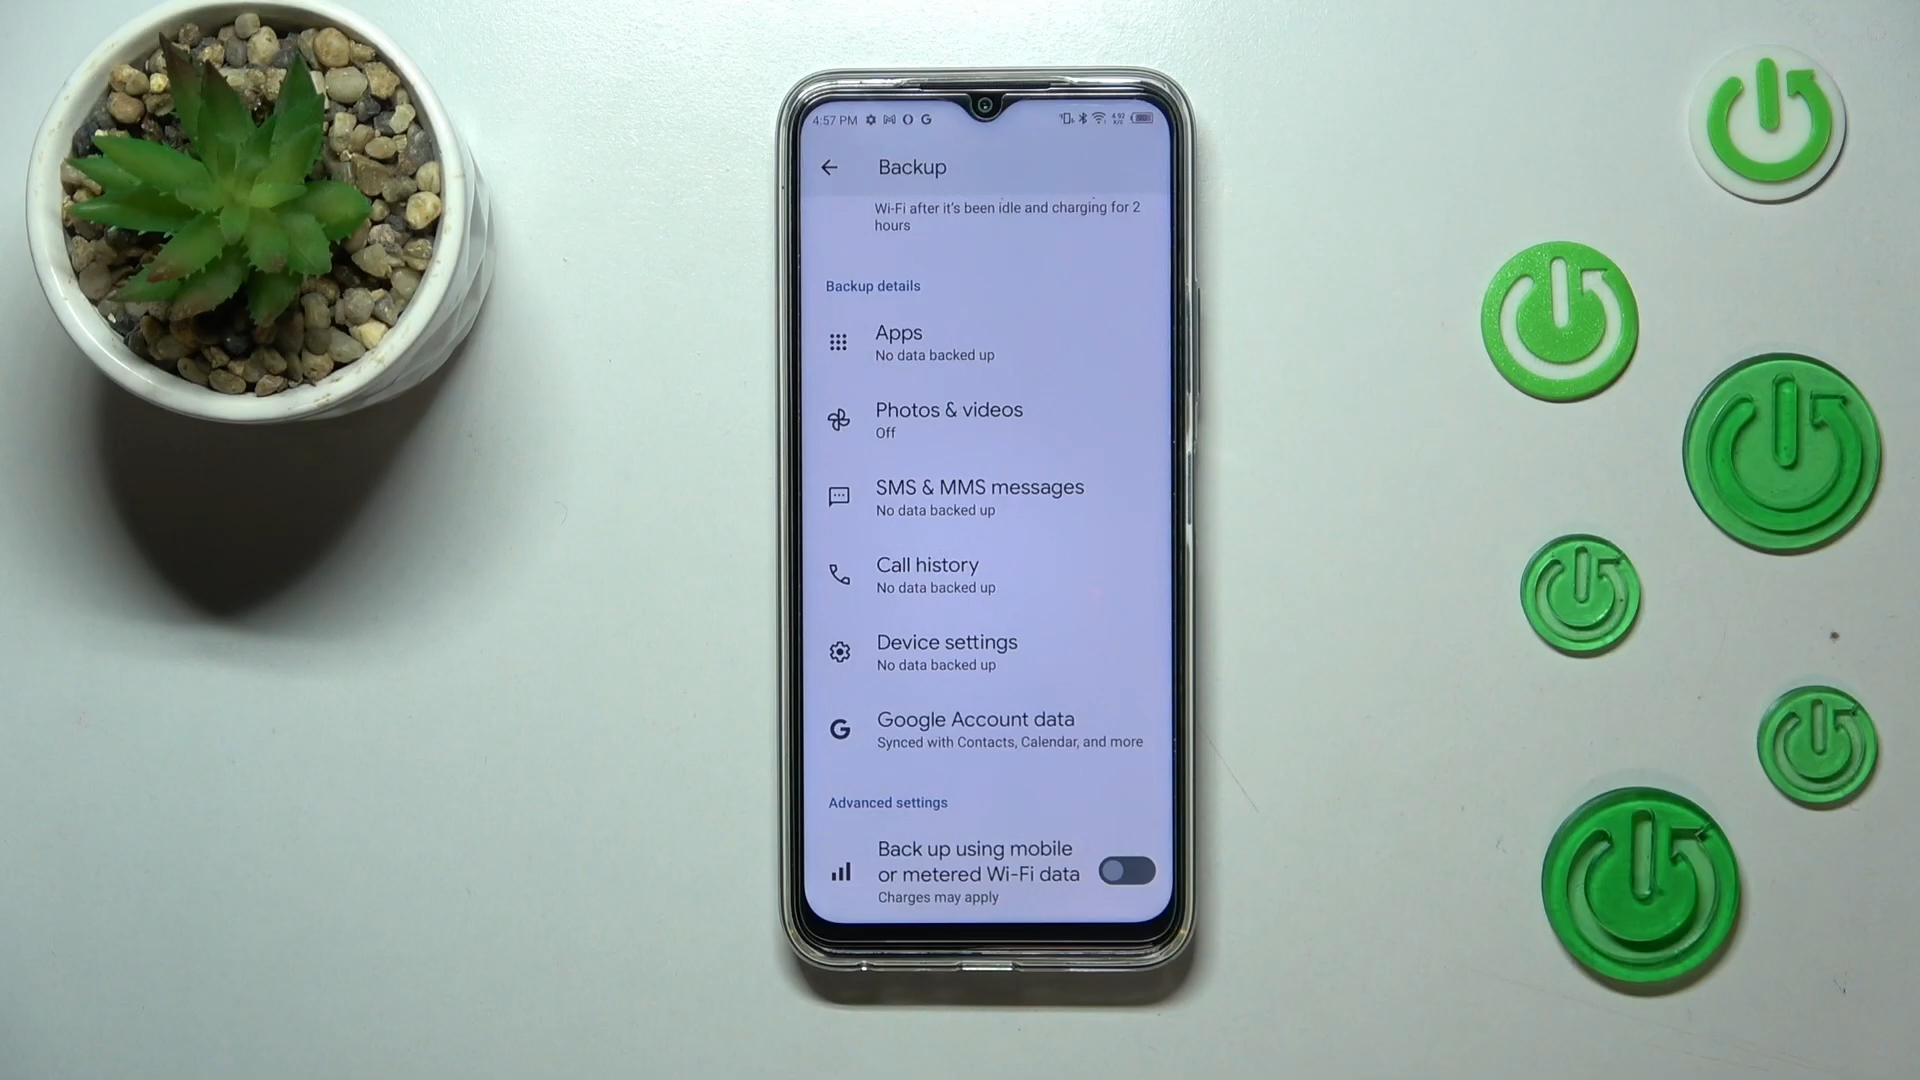 4:57 PM
4.92
K/S
Backup
Wi-Fi after it's been idle and charging for 2
hours
Backup details
Apps
No data backed up
Photos & videos
Off
SMS & MMS messages
No data backed up
Call history
No data backed up
Device settings
No data backed up
Google Account data
Synced with Contacts, Calendar, and more
Advanced settings
Back up using mobile
or metered Wi-Fi data
Charges may apply